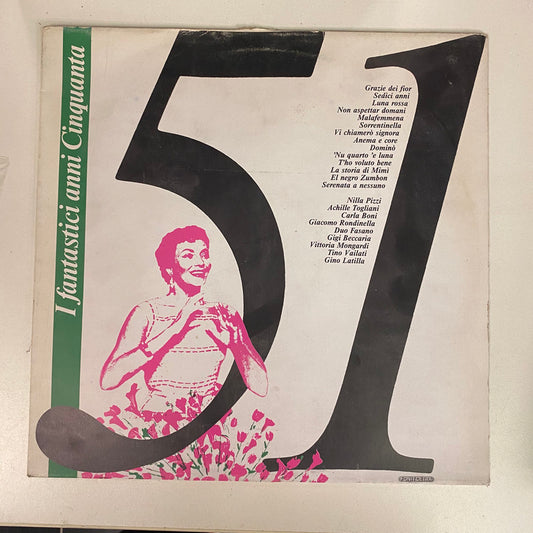 I fantastici anni Cinquanta
51
Grazie dei fior
Sedici anni
Luna rossa
Non aspettar domani
Malafemmena
Sorrentinella
Vi chiamerò signora
Anema e core
Dominò
'Nu quarto 'e luna
T'ho voluto bene
La storia di Mimì
El negro Zumbon
Serenata a nessuno
Nilla Pizzi
Achille Togliani
Carla Boni
Giacomo Rondinella
Duo Fasano
Gigi Beccaria
Vittoria Mongardi
Tino Vailati
Gino Latilla
FONIT CETRA